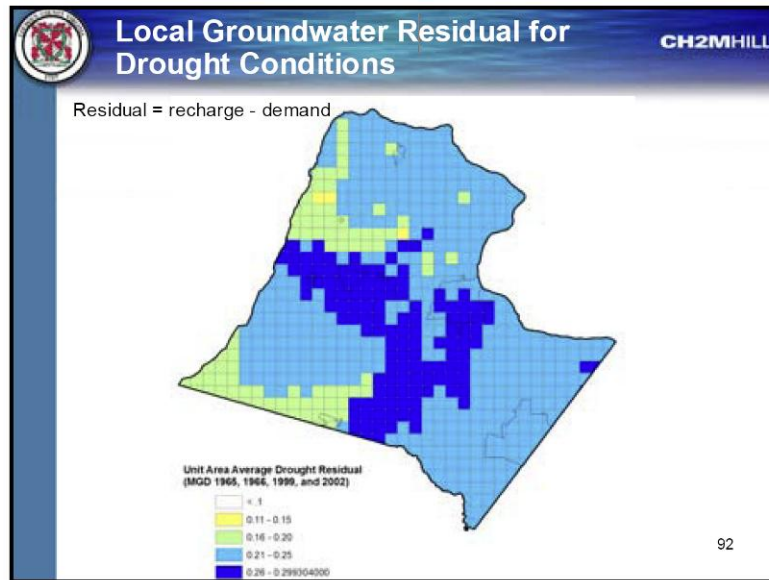 Local Groundwater Residual for
Drought Conditions
CH2MHILL
Residual = recharge - demand
Unit Area Average Drought Residual
(MGD 1965, 1966, 1999, and 2002)
< .1
0.11 - 0.15
0.16 - 0.20
0.21 - 0.25
0.26 - 0.299304000
92